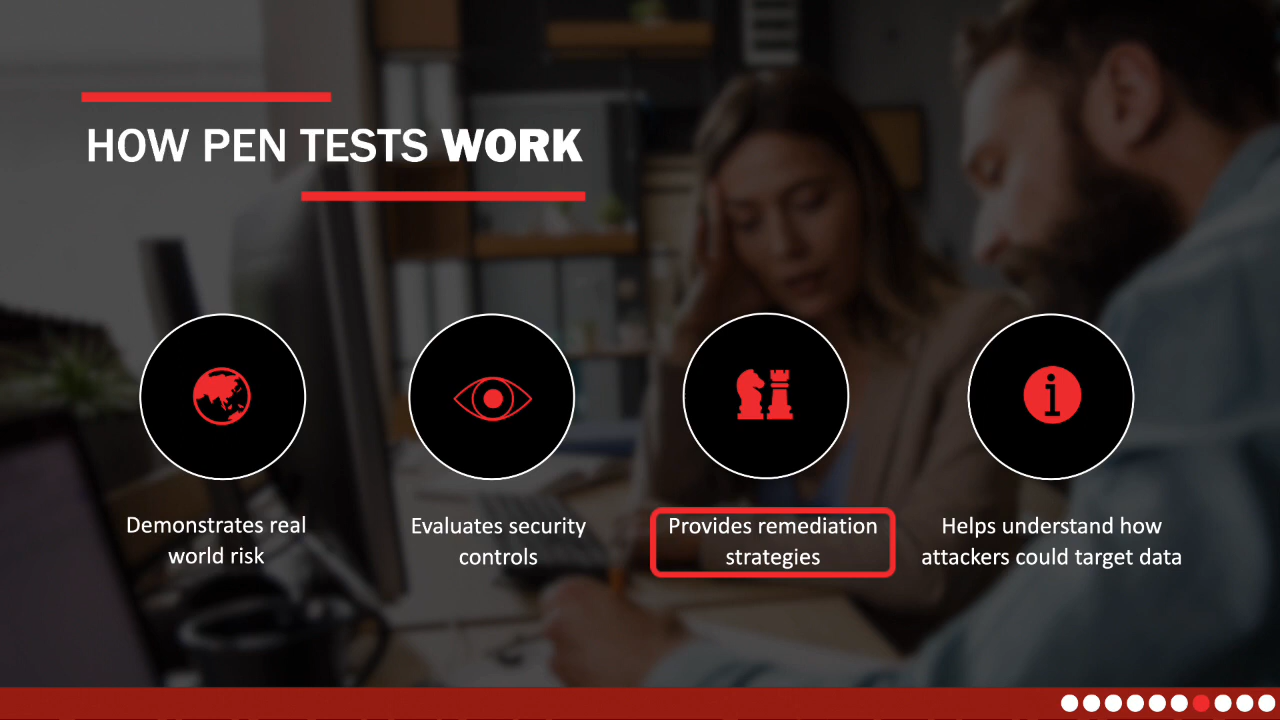 HOW PEN TESTS WORK
Demonstrates real
world risk
Evaluates security
controls
Provides remediation
strategies
Helps understand how
attackers could target data